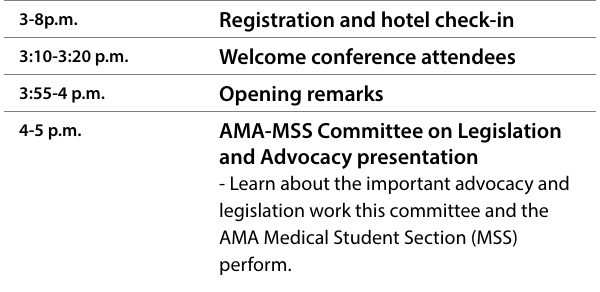 3-8p.m. Registration and hotel check-in
3:10-3:20 p.m. Welcome conference attendees
3:55-4 p.m. Opening remarks
4-5 p.m. AMA-MSS Committee on Legislation
and Advocacy presentation
- Learn about the important advocacy and
legislation work this committee and the
AMA Medical Student Section (MSS)
perform.